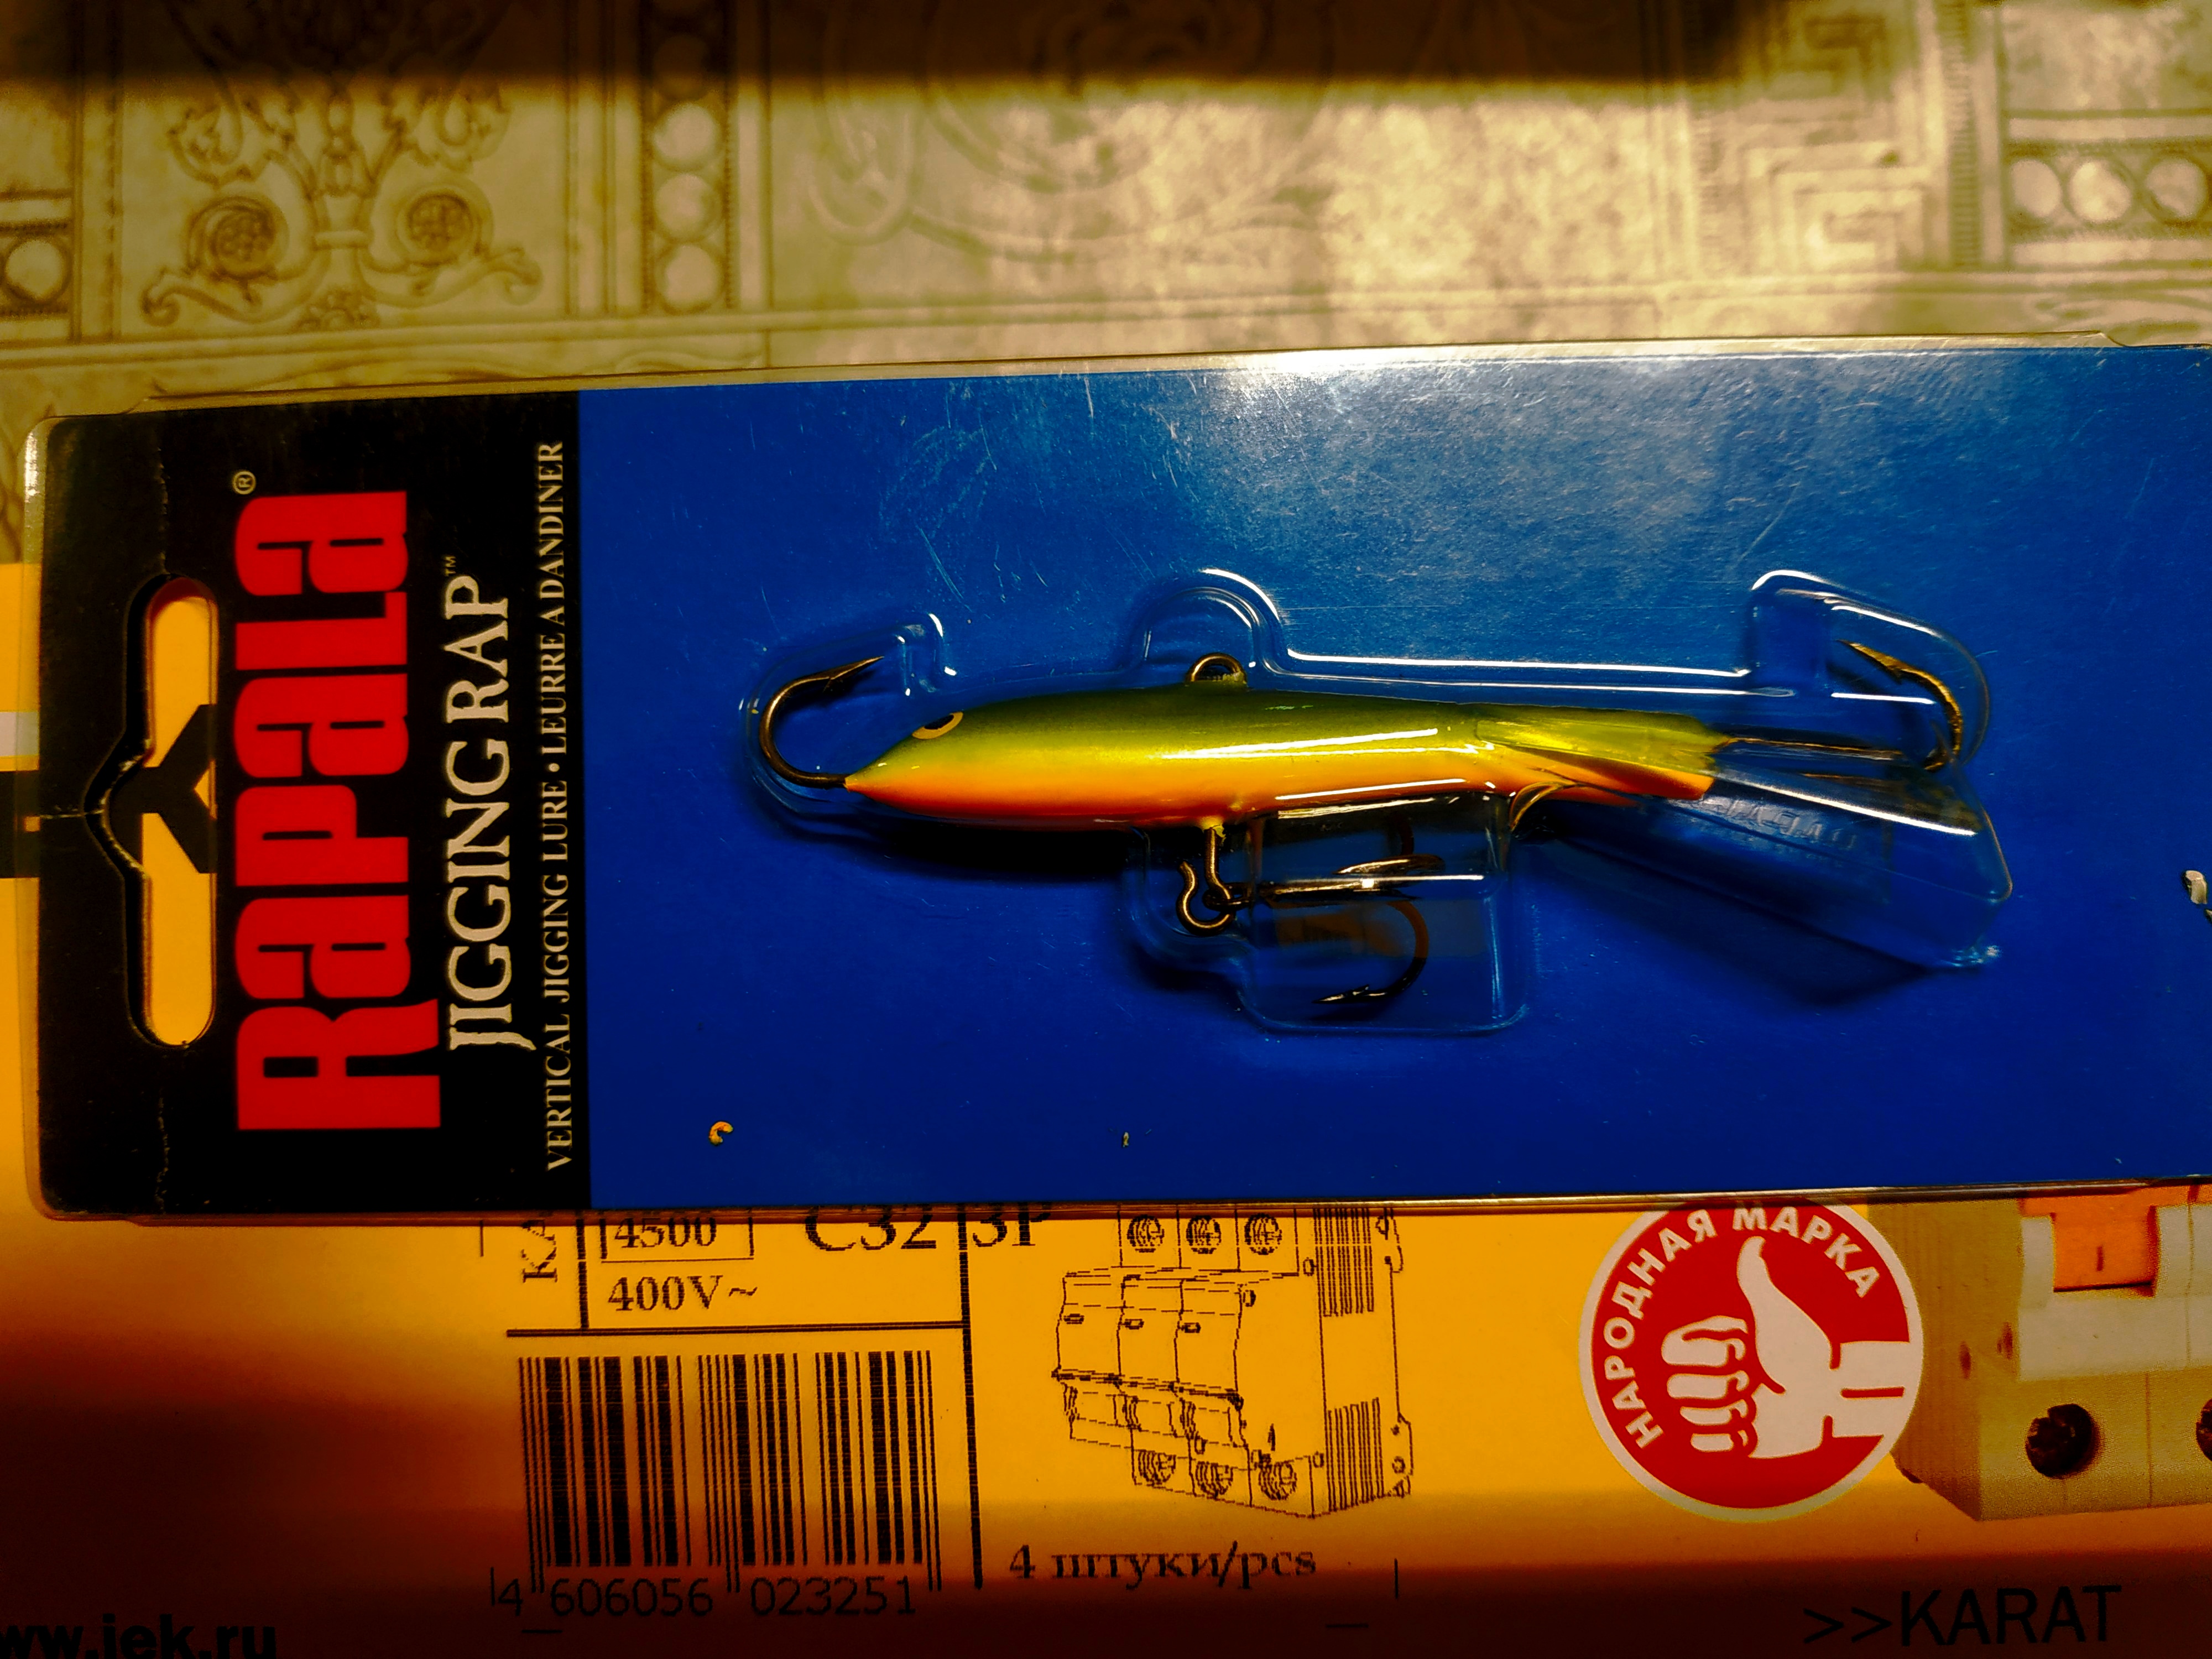 RAPALA®
JIGGING RAP™
VERTICAL JIGGING LURE • LEURRE A DANDINER
4500
C32
3P
400V~
4 606056 023251
4 штуки/pcs
НАРОДНАЯ МАРКА
ww.iek.ru
>>KARAT